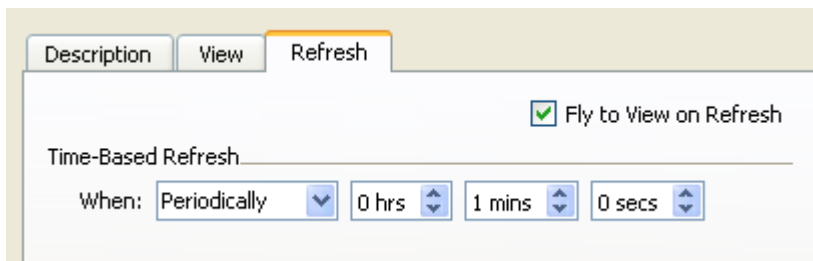 Description View Refresh
Fly to View on Refresh
Time-Based Refresh
When: Periodically 0 hrs 1 mins 0 secs